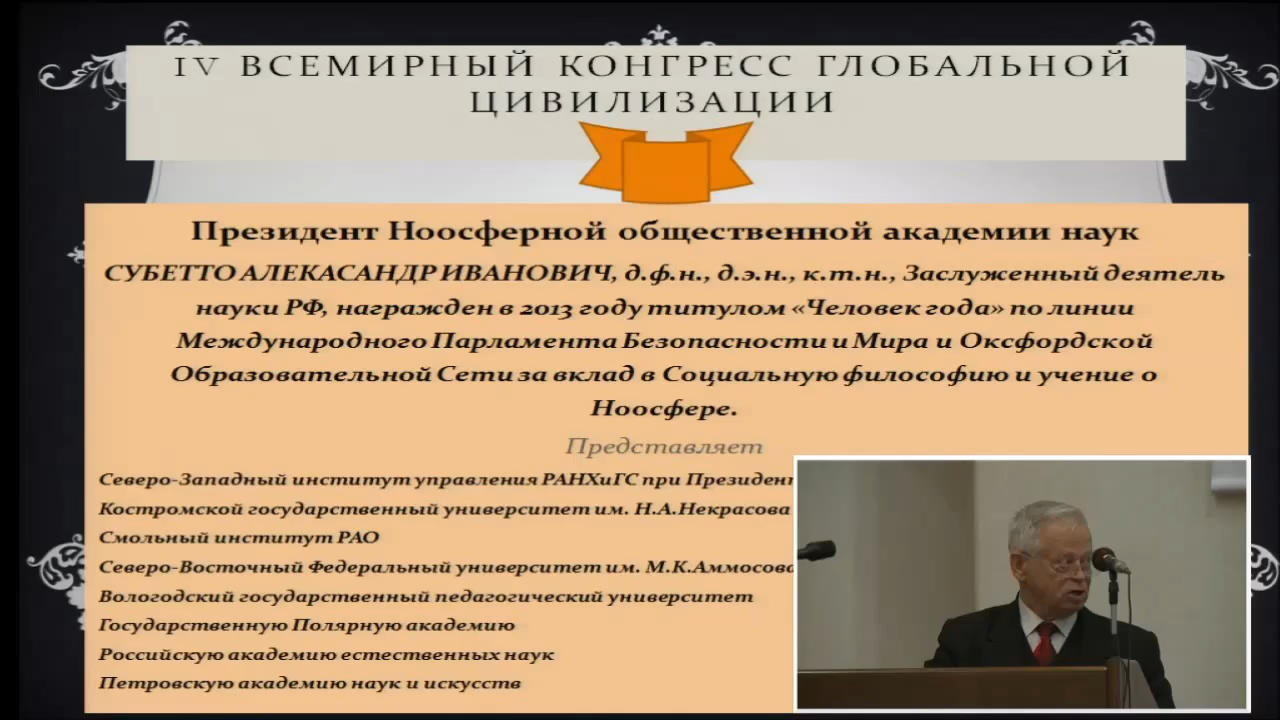 IV ВСЕМИРНЫЙ КОНГРЕСС ГЛОБАЛЬНОЙ
ЦИВИЛИЗАЦИИ
Президент Ноосферной общественной академии наук
СУБЕТТО АЛЕКАСАНДР ИВАНОВИЧ, д.ф.н., д.э.н., к.т.н., Заслуженный деятель
науки РФ, награжден в 2013 году титулом «Человек года» по линии
Международного Парламента Безопасности и Мира и Оксфордской
Образовательной Сети за вклад в Социальную философию и учение о
Ноосфере.
Представляет
Северо-Западный институт управления РАНХиГС при
Костромской государственный университет им. Н.А.Некрасова
Смольный институт РАО
Северо-Восточный Федеральный университет им. М.К.Аммосова
Вологодский государственный педагогический университет
Государственную Полярную академию
Российскую академию естественных наук
Петровскую академию наук и искусств